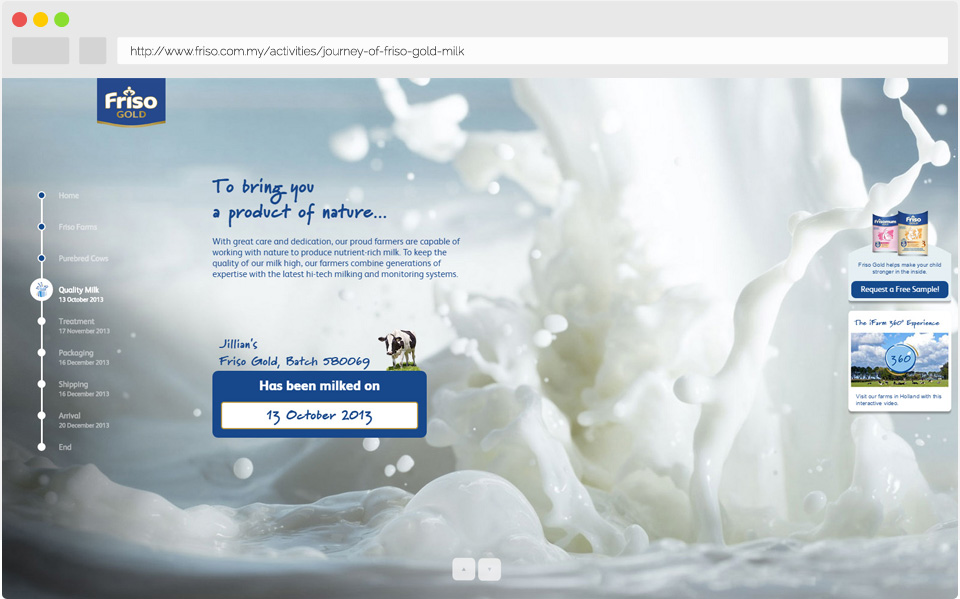 http://www.friso.com.my/activities/journey-of-friso-gold-milk
Friso
GOLD
Home
Friso Farms
Purebred Cows
Quality Milk
13 October 2013
Treatment
17 November 2013
Packaging
16 December 2013
Shipping
16 December 2013
Arrival
20 December 2013
End
To bring you
a product of nature...
With great care and dedication, our proud farmers are capable of
working with nature to produce nutrient-rich milk. To keep the
quality of our milk high, our farmers combine generations of
expertise with the latest hi-tech milking and monitoring systems.
Jillian's
Friso Gold, Batch 5B0069
Has been milked on
13 October 2013
Frisomum
Friso
3
Friso Gold helps make your child
stronger in the inside.
Request a Free Sample!
The iFarm 360° Experience
360
Visit our farms in Holland with this
interactive video.